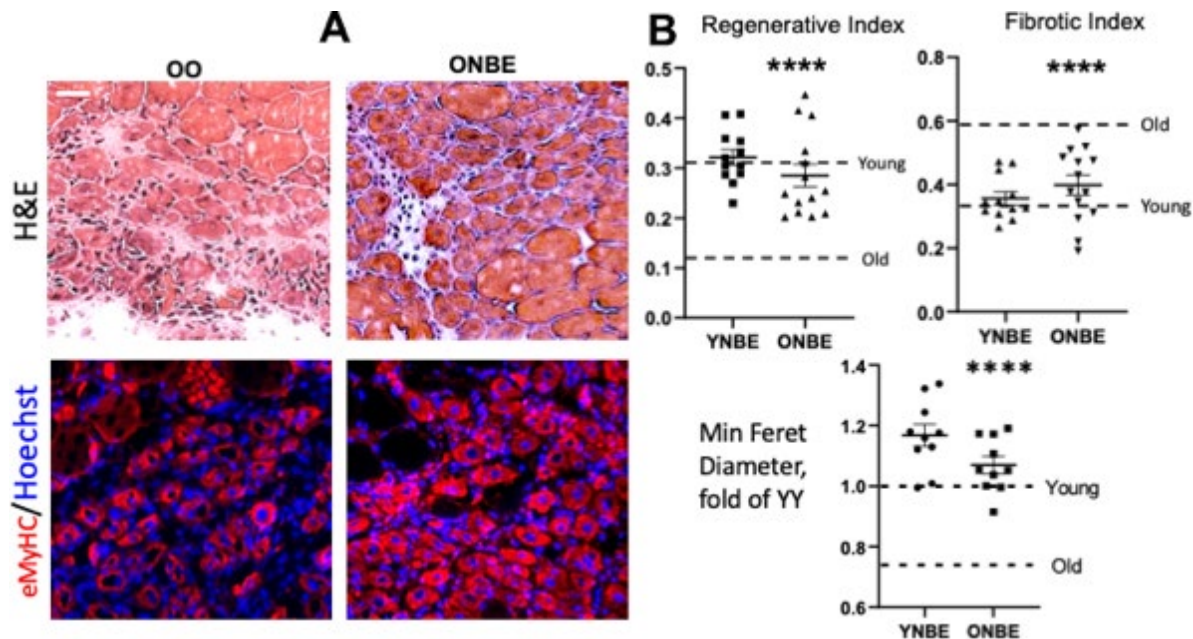 A
OO
ONBE
H&E
eMyHC/Hoechst
B
Regenerative Index
****
0.5
0.4
0.3
0.2
0.1
0.0
Young
Old
YNBE
ONBE
Fibrotic Index
****
0.8
0.6
0.4
0.2
0.0
Old
Young
YNBE
ONBE
Min Feret
Diameter,
fold of YY
****
1.4
1.2
1.0
0.8
0.6
Young
Old
YNBE
ONBE